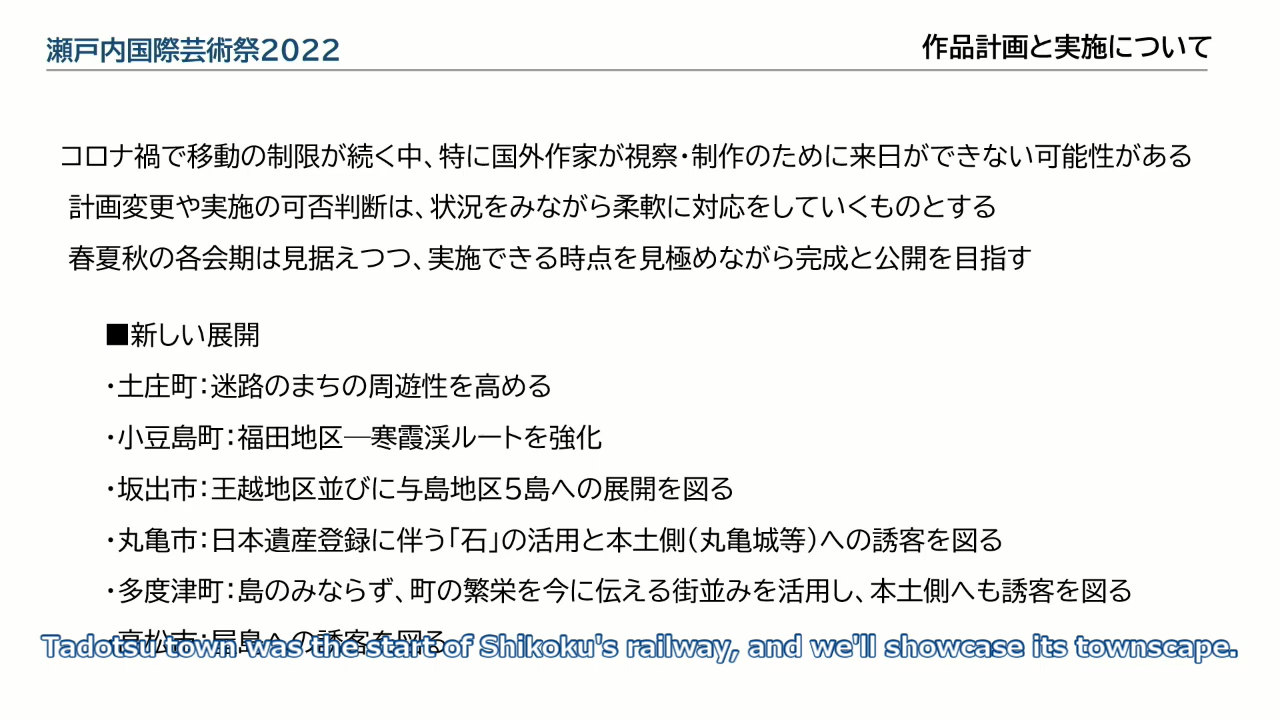 瀬戸内国際芸術祭2022
作品計画と実施について
コロナ禍で移動の制限が続く中、特に国外作家が視察・制作のために来日ができない可能性がある
計画変更や実施の可否判断は、状況をみながら柔軟に対応をしていくものとする
春夏秋の各会期は見据えつつ、実施できる時点を見極めながら完成と公開を目指す
■新しい展開
・土庄町：迷路のまちの周遊性を高める
・小豆島町：福田地区―寒霞渓ルートを強化
・坂出市：王越地区並びに与島地区5島への展開を図る
・丸亀市：日本遺産登録に伴う「石」の活用と本土側（丸亀城等）への誘客を図る
・多度津町：島のみならず、町の繁栄を今に伝える街並みを活用し、本土側へも誘客を図る
・高松市：屋島への誘客を図る
Tadotsu town was the start of Shikoku's railway, and we'll showcase its townscape.